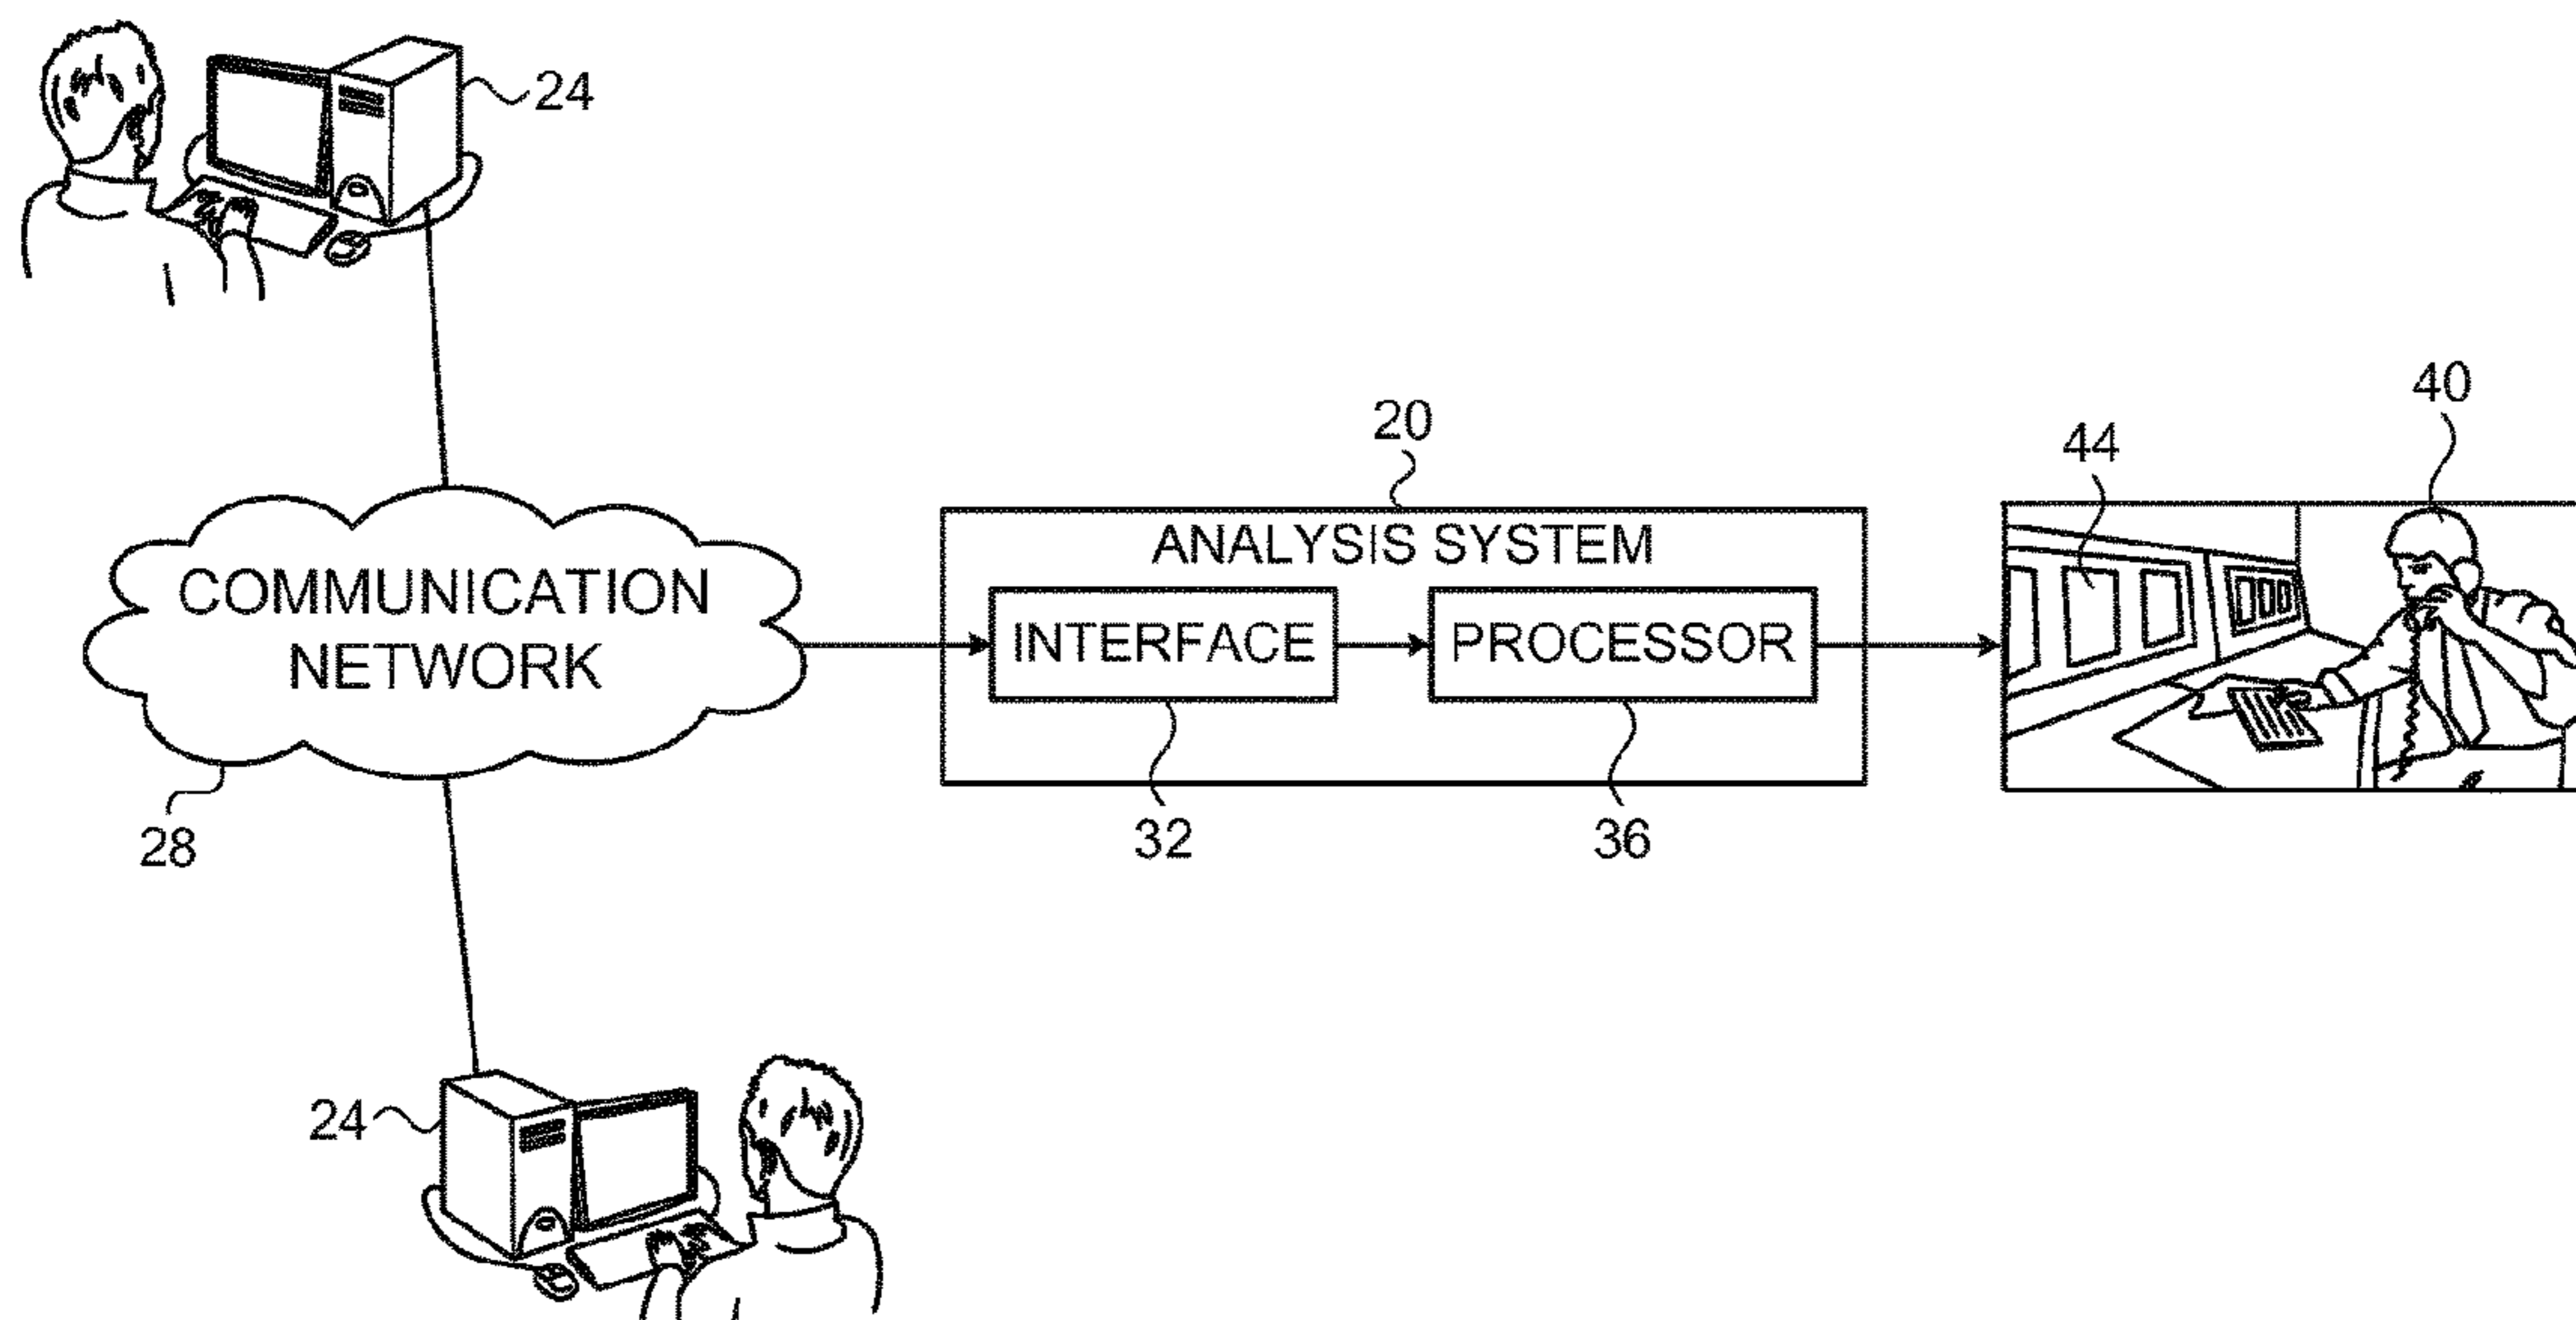 24
40
20
44
ANALYSIS SYSTEM
COMMUNICATION
NETWORK
INTERFACE
PROCESSOR
28
32
36
24